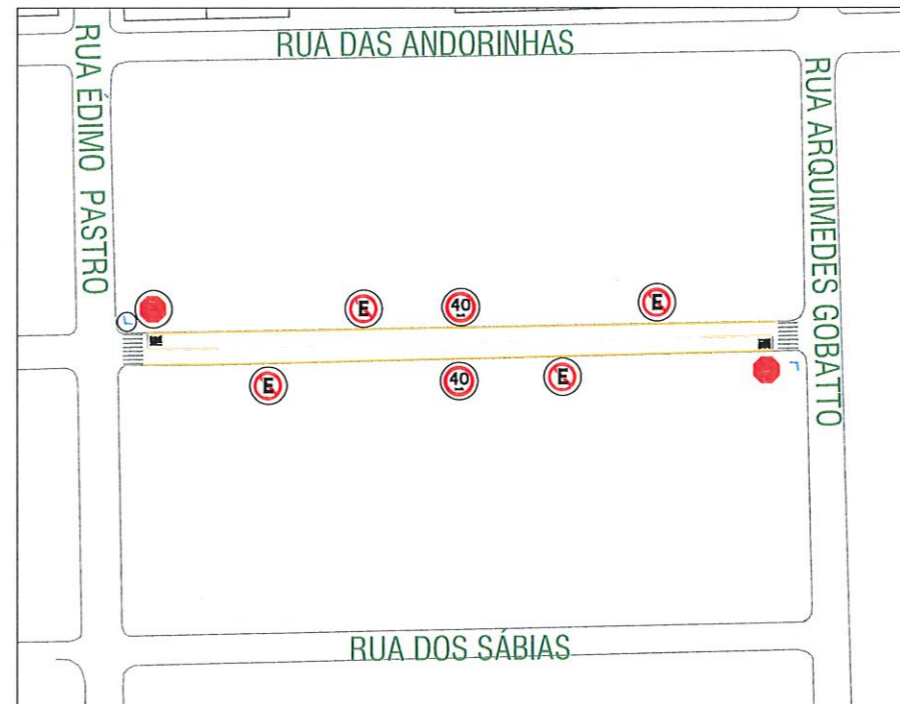 RUA DAS ANDORINHAS
RUA ÉDIMO PASTRO
RUA ARQUIMEDES GOBATTO
E
40
E
E
40
E
RUA DOS SÁBIAS